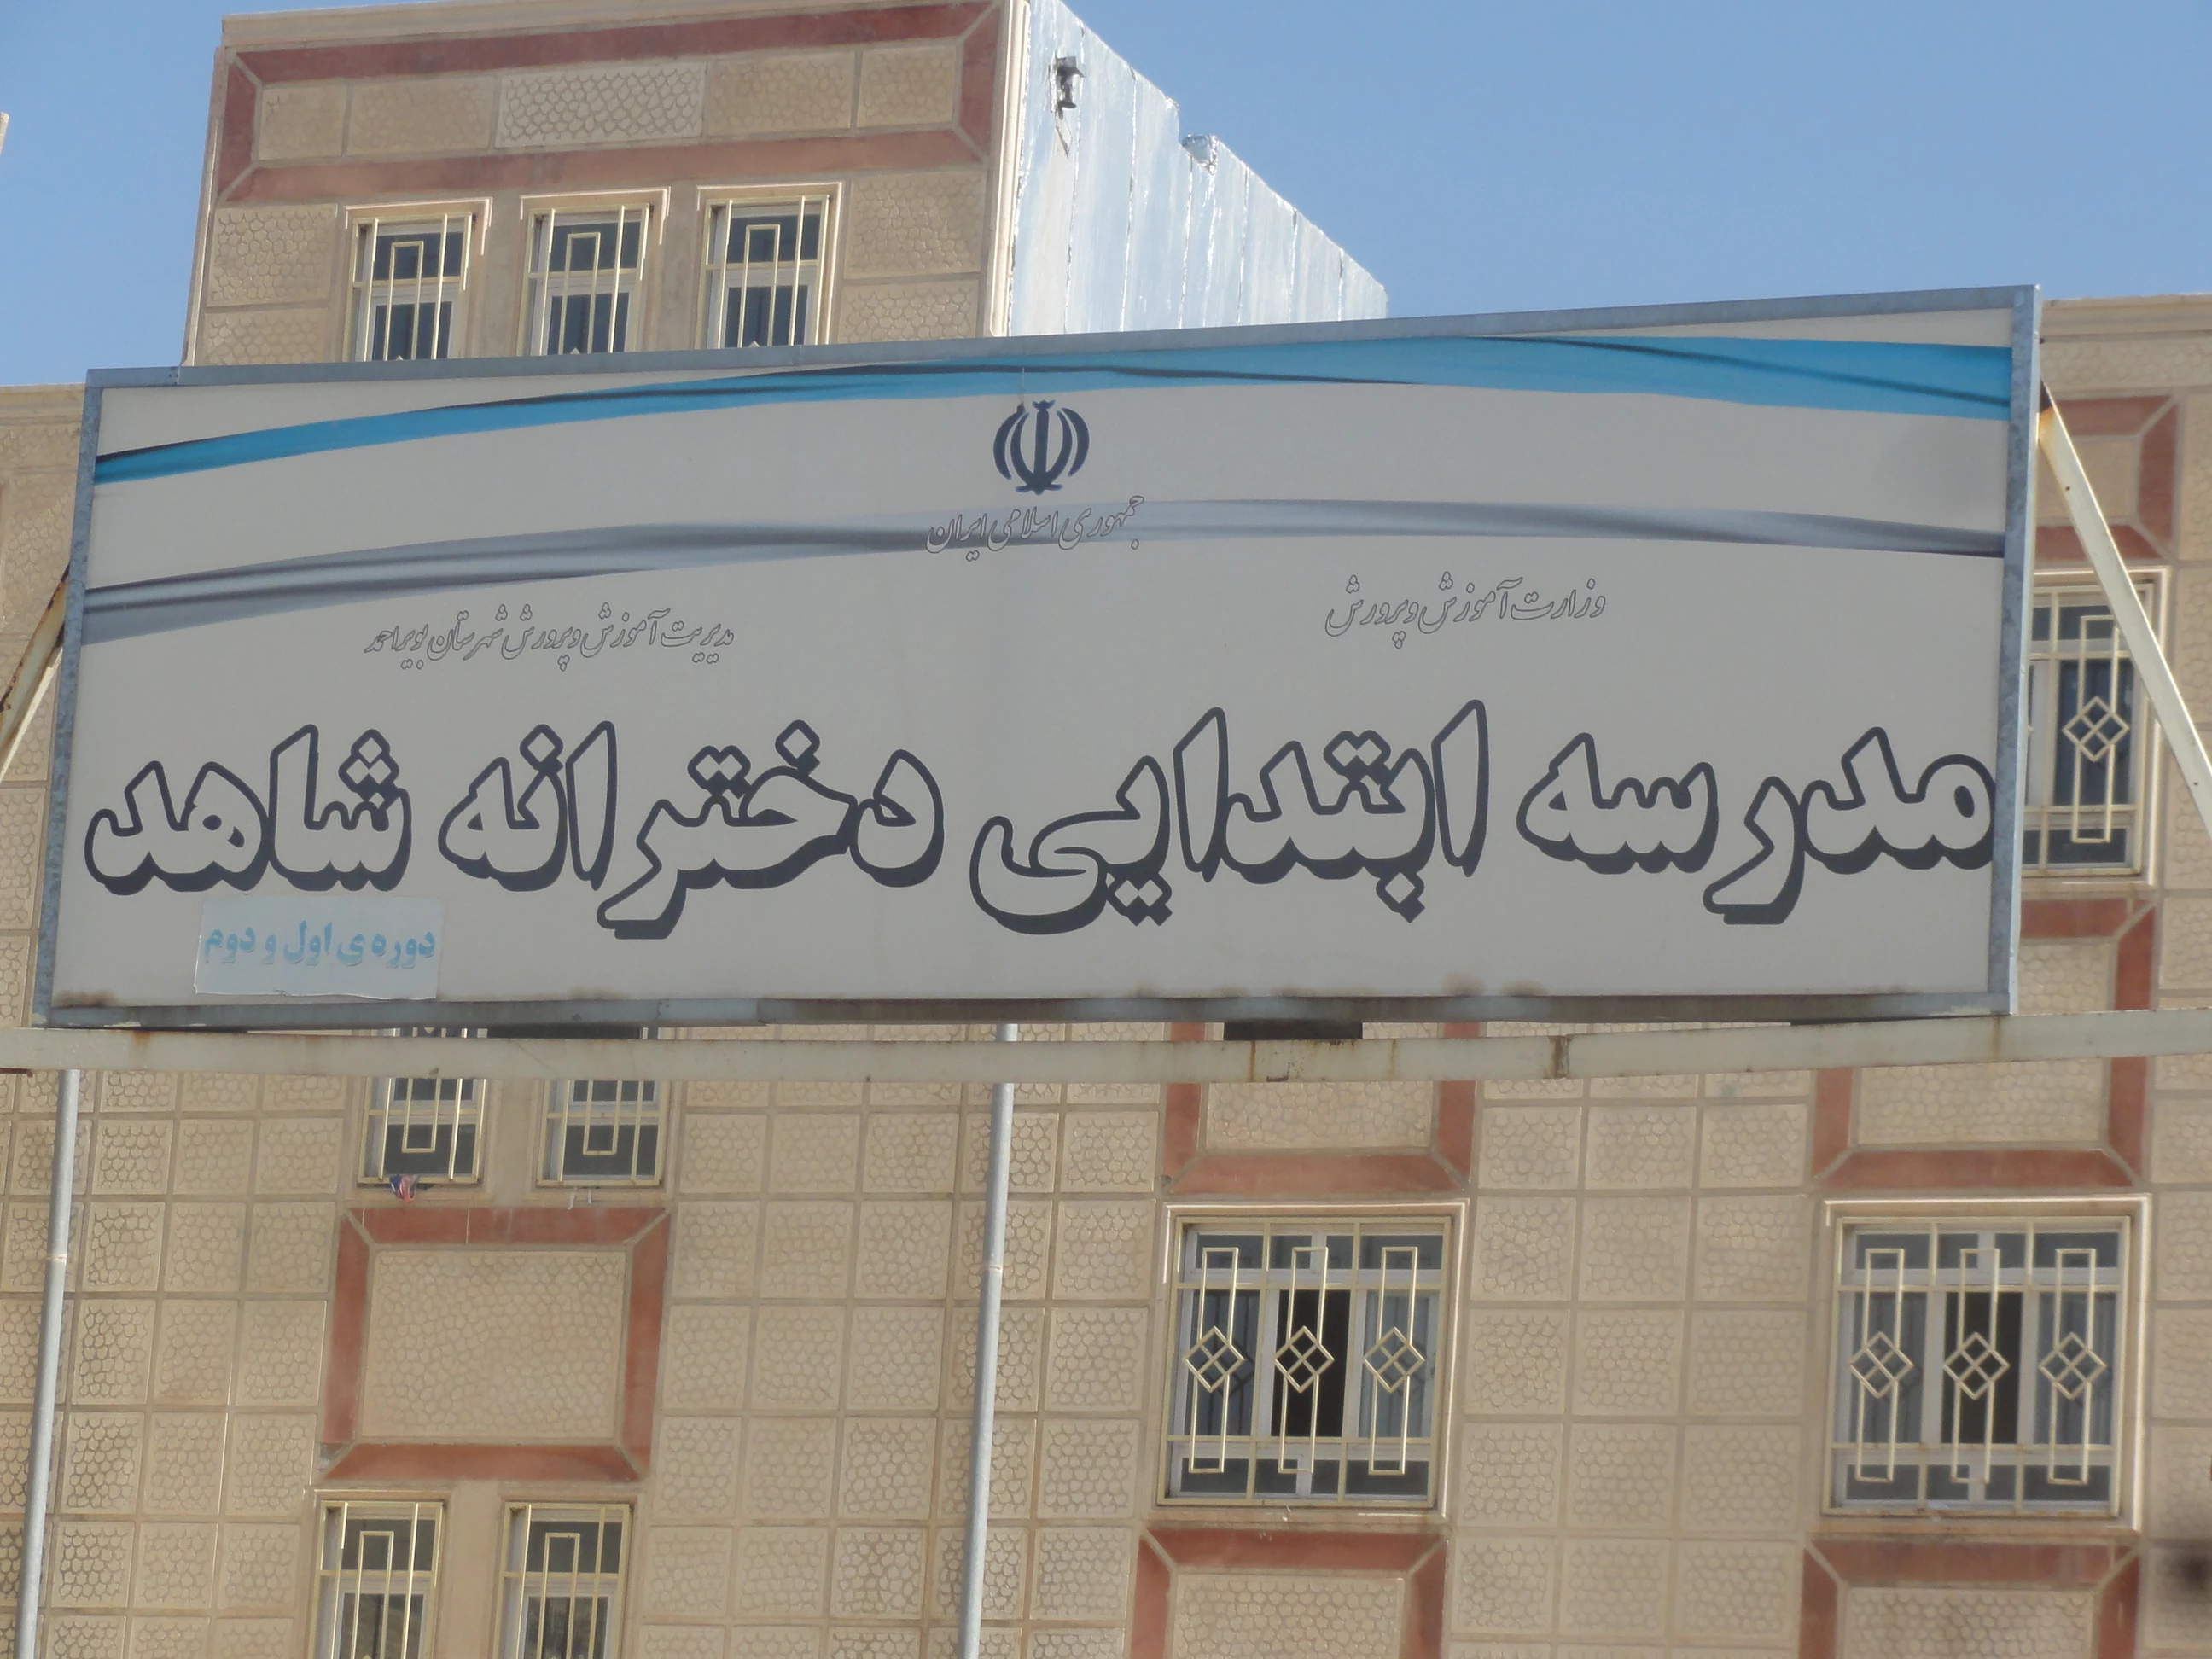 جمهوری اسلامی ایران
وزارت آموزش و پرورش
مدیریت آموزش و پرورش شهرستان بویراحمد
مدرسه ابتدایی دخترانه شاهد
دوره ی اول و دوم